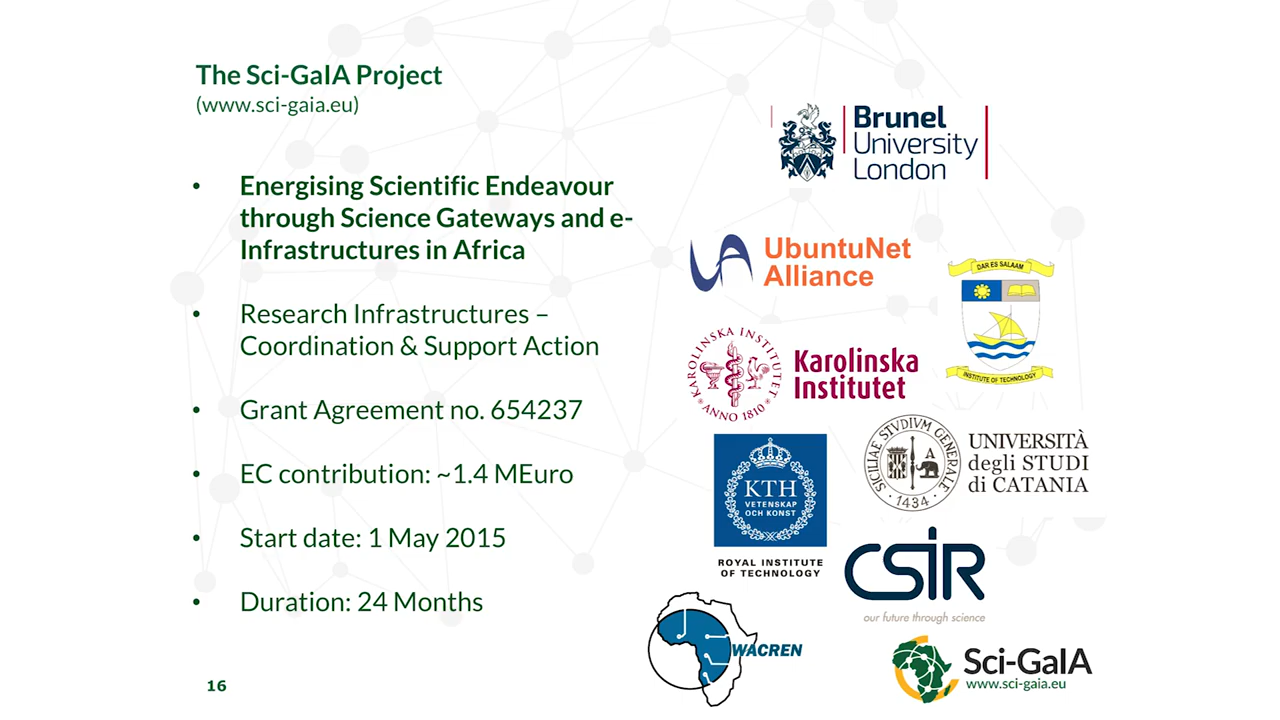 The Sci-GaIA Project
(www.sci-gaia.eu)
• Energising Scientific Endeavour
through Science Gateways and e-
Infrastructures in Africa
• Research Infrastructures –
Coordination & Support Action
• Grant Agreement no. 654237
• EC contribution: ~1.4 MEuro
• Start date: 1 May 2015
• Duration: 24 Months
16
Brunel
University
London
UbuntuNet
Alliance
DAR ES SALAAM
INSTITUTE OF TECHNOLOGY
KAROLINSKA INSTITUTET
ANNO 1810
Karolinska
Institutet
KTH
VETENSKAP
OCH KONST
ROYAL INSTITUTE
OF TECHNOLOGY
SICILIAE STVDIVM GENERALE
1434
UNIVERSITÀ
degli STUDI
di CATANIA
CSIR
our future through science
WACREN
Sci-GaIA
www.sci-gaia.eu